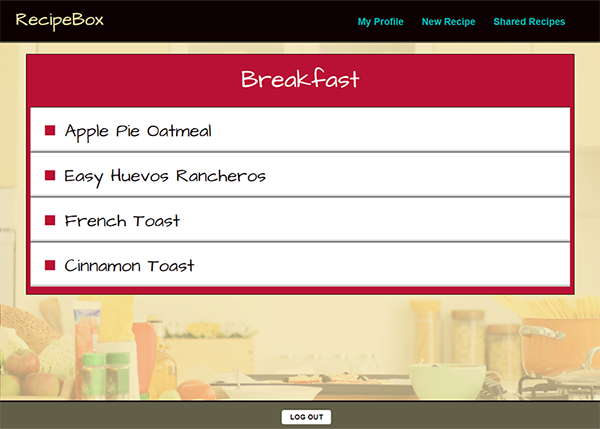 RecipeBox
My Profile New Recipe Shared Recipes
Breakfast
Apple Pie Oatmeal
Easy Huevos Rancheros
French Toast
Cinnamon Toast
LOG OUT